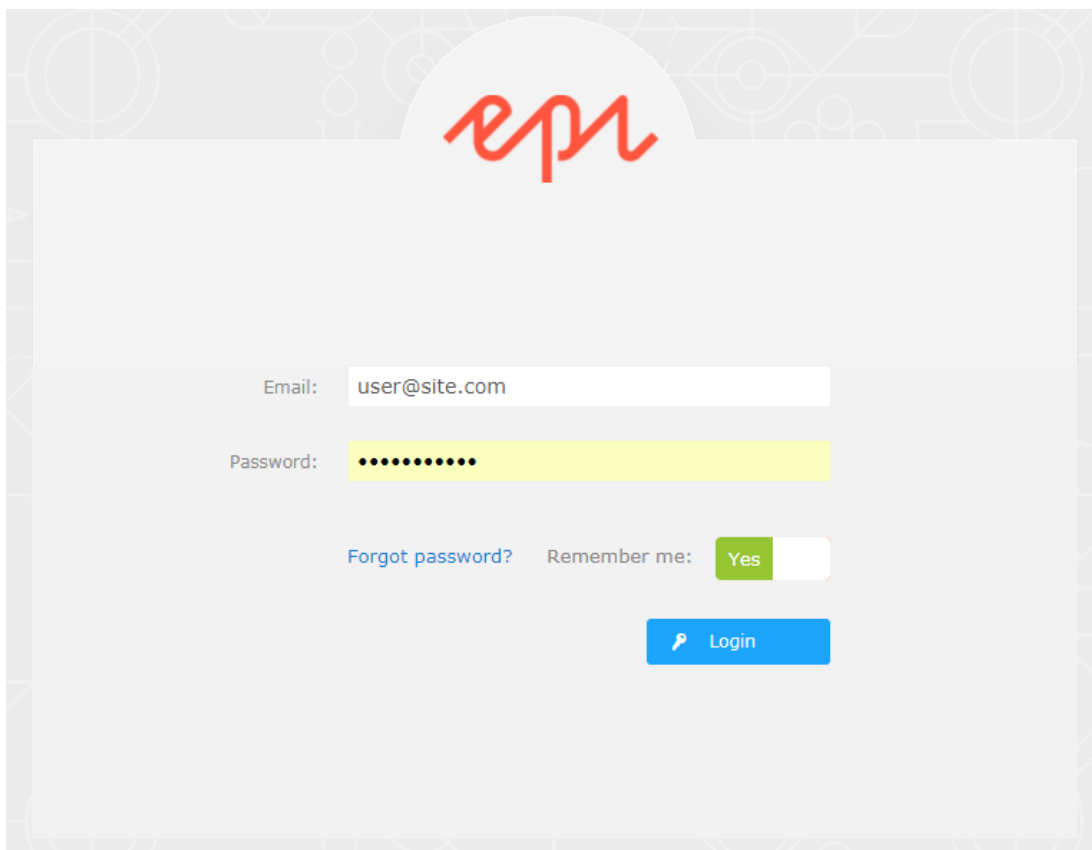 epi
Email: user@site.com
Password: •••••••••••
Forgot password? Remember me: Yes
Login